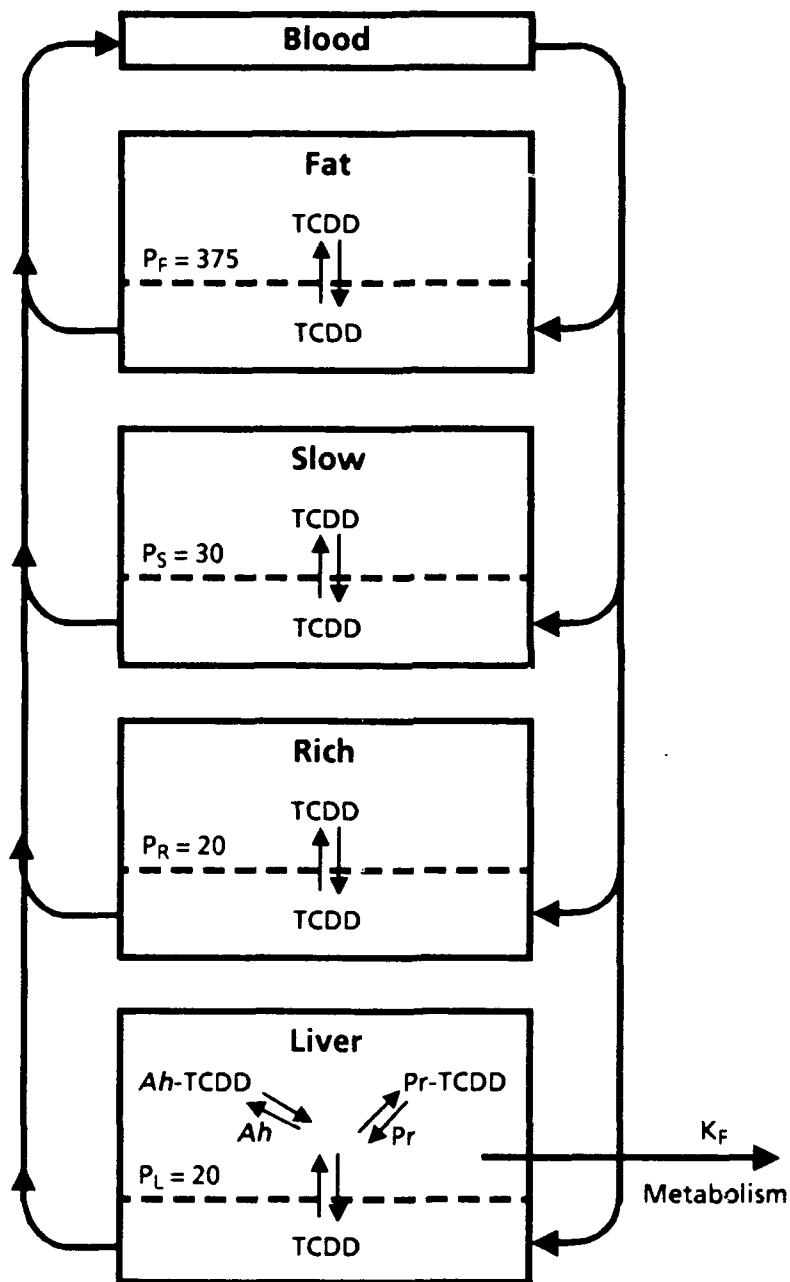 Blood
Fat
TCDD
P_F = 375
TCDD
Slow
TCDD
P_S = 30
TCDD
Rich
TCDD
P_R = 20
TCDD
Liver
Ah-TCDD Pr-TCDD
Ah Pr
K_F
P_L = 20
Metabolism
TCDD